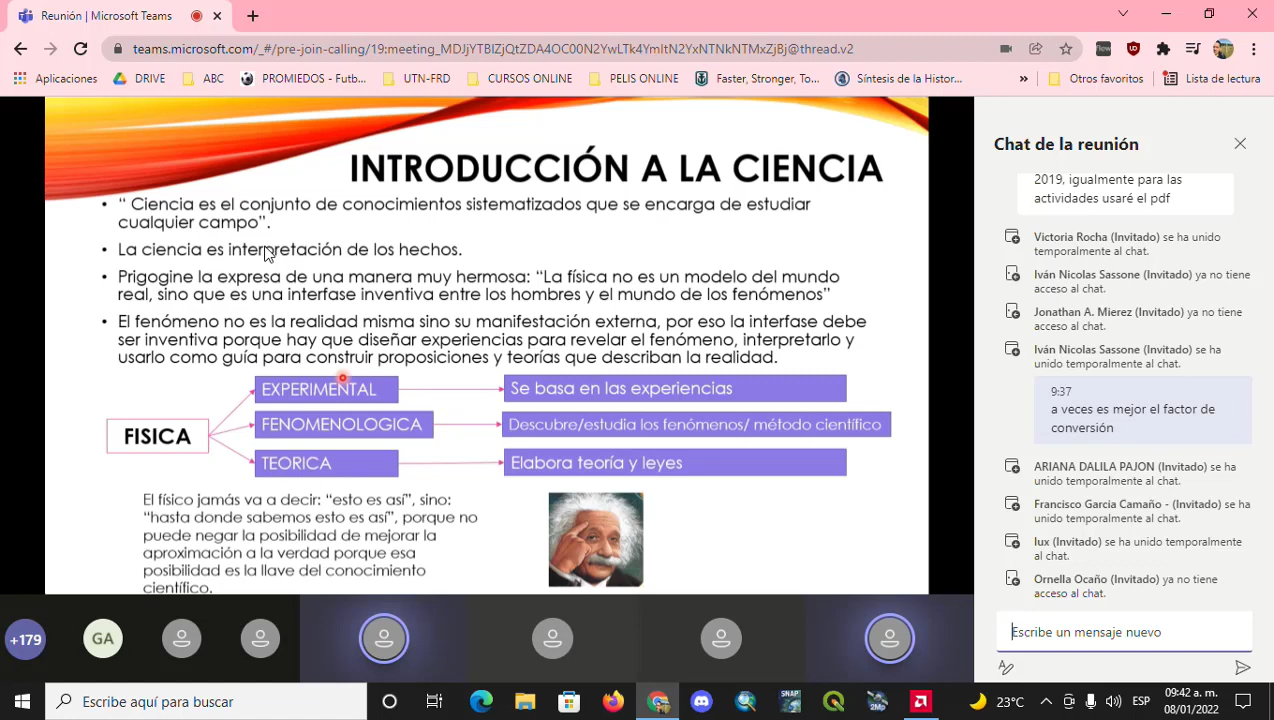 Reunión | Microsoft Teams
teams.microsoft.com/_#/pre-join-calling/19:meeting_MDJjYTBlZjQtZDA4OC00N2YwLTk4YmItN2YxNTNkNTMxZjBj@thread.v2
Aplicaciones DRIVE ABC PROMIEDOS - Futb... UTN-FRD CURSOS ONLINE PELIS ONLINE Faster, Stronger, To... Síntesis de la Histor... » Otros favoritos Lista de lectura
INTRODUCCIÓN A LA CIENCIA
• “ Ciencia es el conjunto de conocimientos sistematizados que se encarga de estudiar
cualquier campo”.
• La ciencia es interpretación de los hechos.
• Prigogine la expresa de una manera muy hermosa: “La física no es un modelo del mundo
real, sino que es una interfase inventiva entre los hombres y el mundo de los fenómenos”
• El fenómeno no es la realidad misma sino su manifestación externa, por eso la interfase debe
ser inventiva porque hay que diseñar experiencias para revelar el fenómeno, interpretarlo y
usarlo como guía para construir proposiciones y teorías que describan la realidad.
FISICA
EXPERIMENTAL Se basa en las experiencias
FENOMENOLOGICA Descubre/estudia los fenómenos/ método científico
TEORICA Elabora teoría y leyes
El físico jamás va a decir: “esto es así”, sino:
“hasta donde sabemos esto es así”, porque no
puede negar la posibilidad de mejorar la
aproximación a la verdad porque esa
posibilidad es la llave del conocimiento
científico.
+179 GA
Chat de la reunión
2019, igualmente para las
actividades usaré el pdf
Victoria Rocha (Invitado) se ha unido
temporalmente al chat.
Iván Nicolas Sassone (Invitado) ya no tiene
acceso al chat.
Jonathan A. Mierez (Invitado) ya no tiene
acceso al chat.
Iván Nicolas Sassone (Invitado) se ha
unido temporalmente al chat.
9:37
a veces es mejor el factor de
conversión
ARIANA DALILA PAJON (Invitado) se ha
unido temporalmente al chat.
Francisco Garcia Camaño - (Invitado) se ha
unido temporalmente al chat.
lux (Invitado) se ha unido temporalmente
al chat.
Ornella Ocaño (Invitado) ya no tiene
acceso al chat.
Escribe un mensaje nuevo
Escribe aquí para buscar
SNAP
2Mp
23°C
ESP
09:42 a. m.
08/01/2022